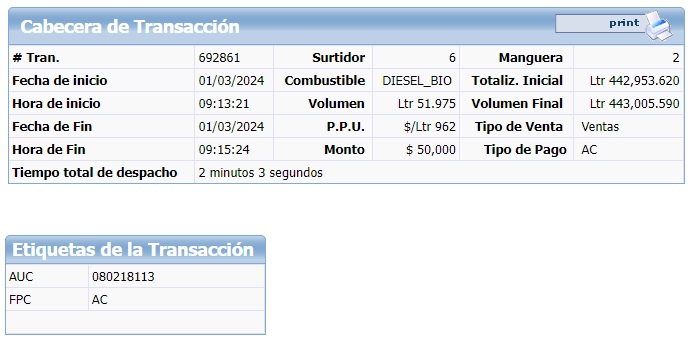 Cabecera de Transacción print
# Tran. 692861 Surtidor 6 Manguera 2
Fecha de inicio 01/03/2024 Combustible DIESEL_BIO Totaliz. Inicial Ltr 442,953.620
Hora de inicio 09:13:21 Volumen Ltr 51.975 Volumen Final Ltr 443,005.590
Fecha de Fin 01/03/2024 P.P.U. $/Ltr 962 Tipo de Venta Ventas
Hora de Fin 09:15:24 Monto $ 50,000 Tipo de Pago AC
Tiempo total de despacho 2 minutos 3 segundos
Etiquetas de la Transacción
AUC 080218113
FPC AC